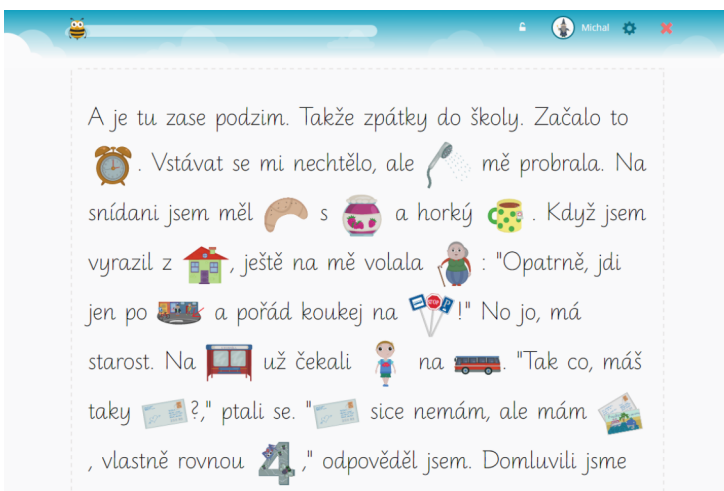 Michal
A je tu zase podzim. Takže zpátky do školy. Začalo to
. Vstávat se mi nechtělo, ale mě probrala. Na
snídani jsem měl s a horký . Když jsem
vyrazil z , ještě na mě volala : "Opatrně, jdi
jen po a pořád koukej na STOP !" No jo, má
starost. Na už čekali na . "Tak co, máš
taky ?," ptali se. " sice nemám, ale mám
, vlastně rovnou 4 ," odpověděl jsem. Domluvili jsme